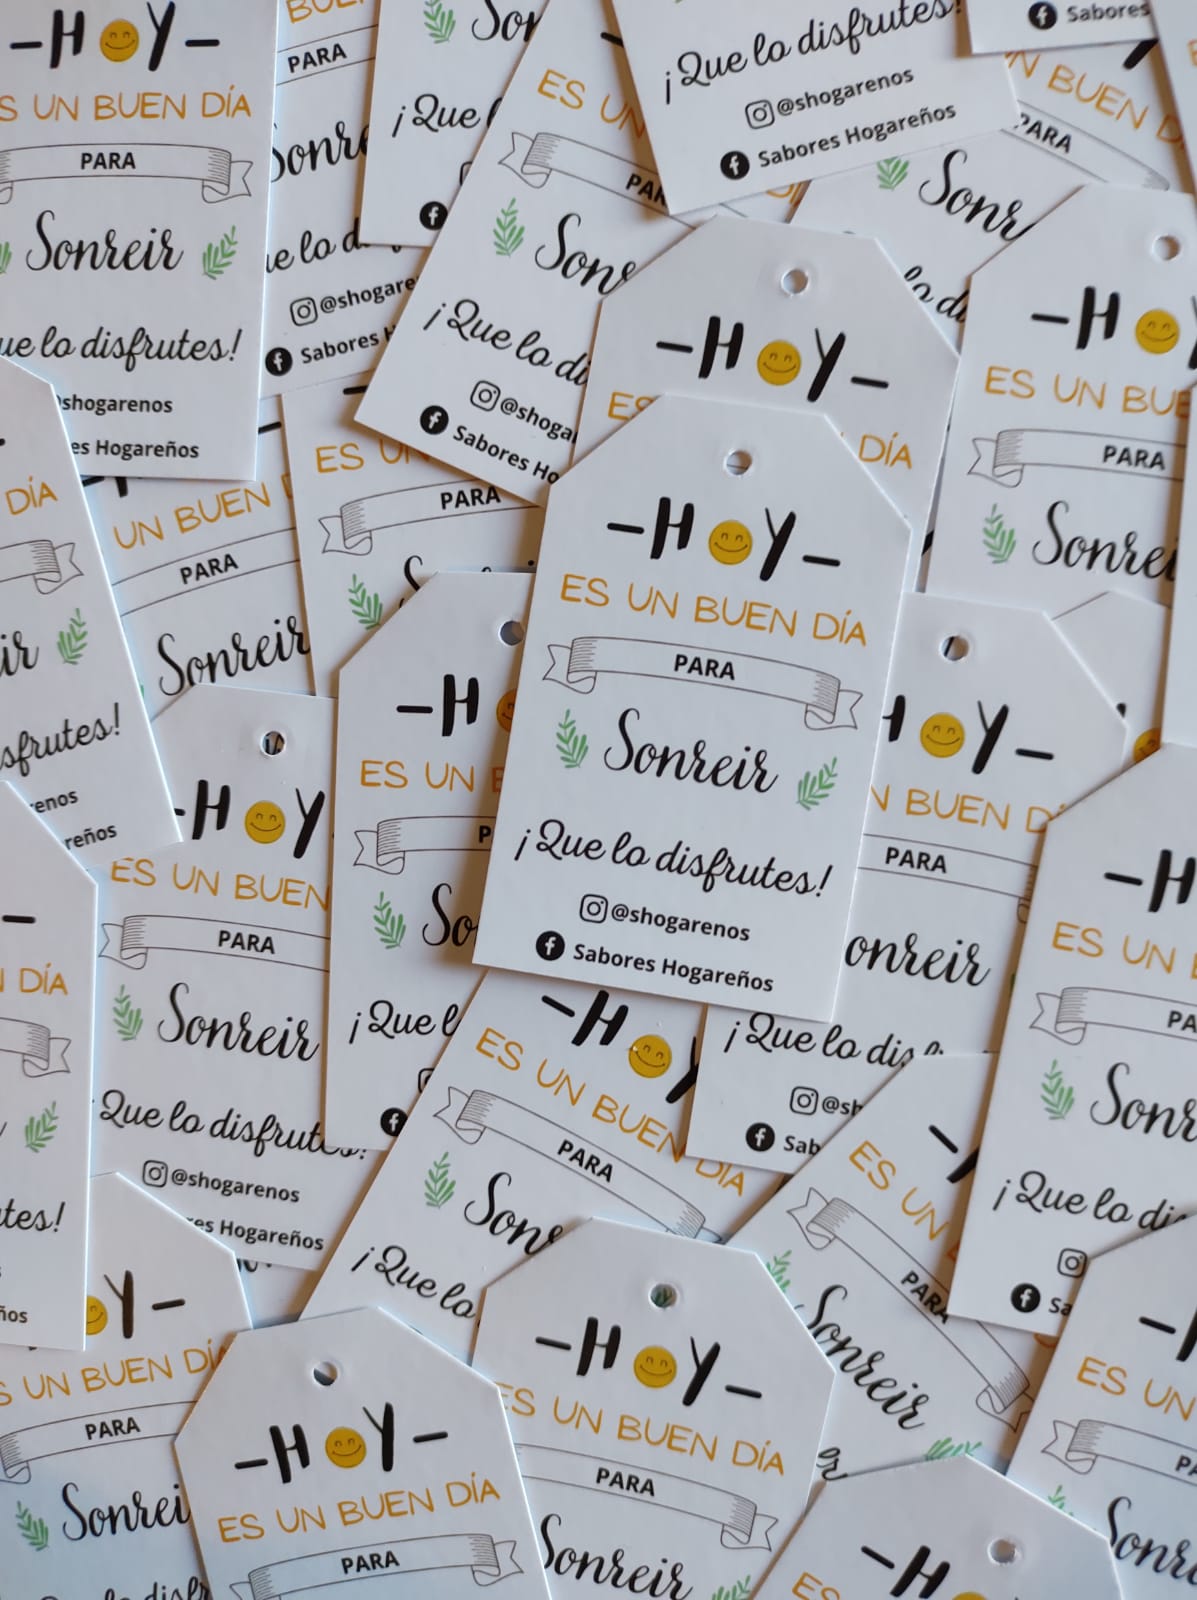 -HOY-
ES UN BUEN DÍA
PARA
Sonreir
¡Que lo disfrutes!
@shogarenos
Sabores Hogareños